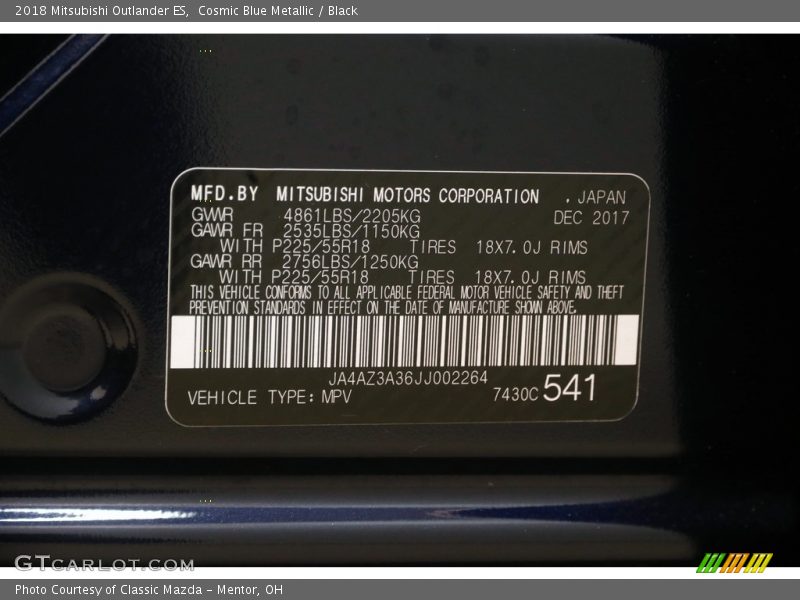 2018 Mitsubishi Outlander ES,  Cosmic Blue Metallic / Black
MFD.BY MITSUBISHI MOTORS CORPORATION , JAPAN
GVWR 4861LBS/2205KG DEC 2017
GAWR FR 2535LBS/1150KG
WITH P225/55R18 TIRES 18X7.0J RIMS
GAWR RR 2756LBS/1250KG
WITH P225/55R18 TIRES 18X7.0J RIMS
THIS VEHICLE CONFORMS TO ALL APPLICABLE FEDERAL MOTOR VEHICLE SAFETY AND THEFT
PREVENTION STANDARDS IN EFFECT ON THE DATE OF MANUFACTURE SHOWN ABOVE.
JA4AZ3A36JJ002264
VEHICLE TYPE: MPV 7430C 541
GTCARLOT.COM
Photo Courtesy of Classic Mazda - Mentor, OH